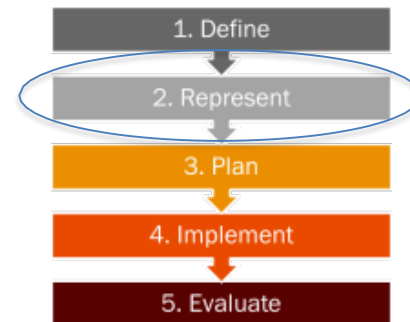 1. Define
2. Represent
3. Plan
4. Implement
5. Evaluate